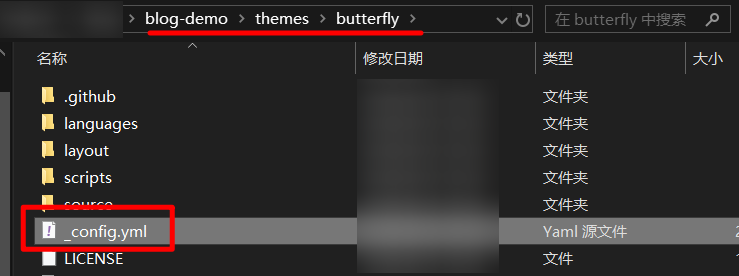 blog-demo > themes > butterfly > 在 butterfly 中搜索
名称 修改日期 类型 大小
.github 文件夹
languages 文件夹
layout 文件夹
scripts 文件夹
source 文件夹
_config.yml Yaml 源文件
LICENSE 文件